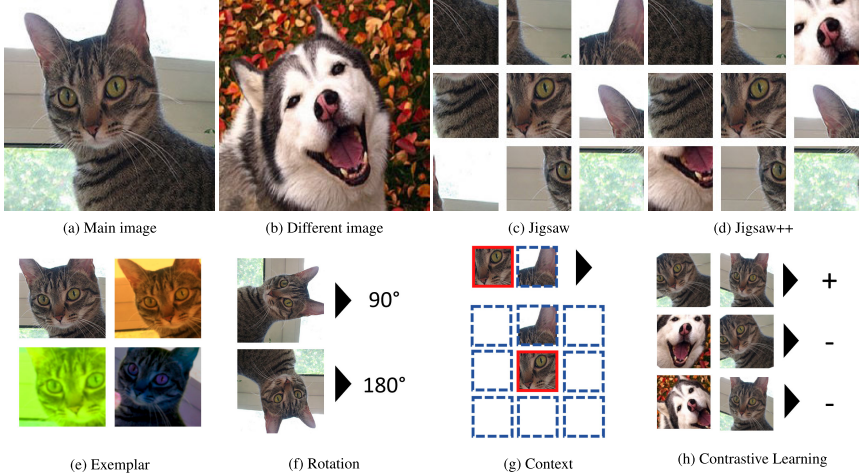 (a) Main image
(b) Different image
(c) Jigsaw
(d) Jigsaw++
90°
180°
+
-
-
(e) Exemplar
(f) Rotation
(g) Context
(h) Contrastive Learning